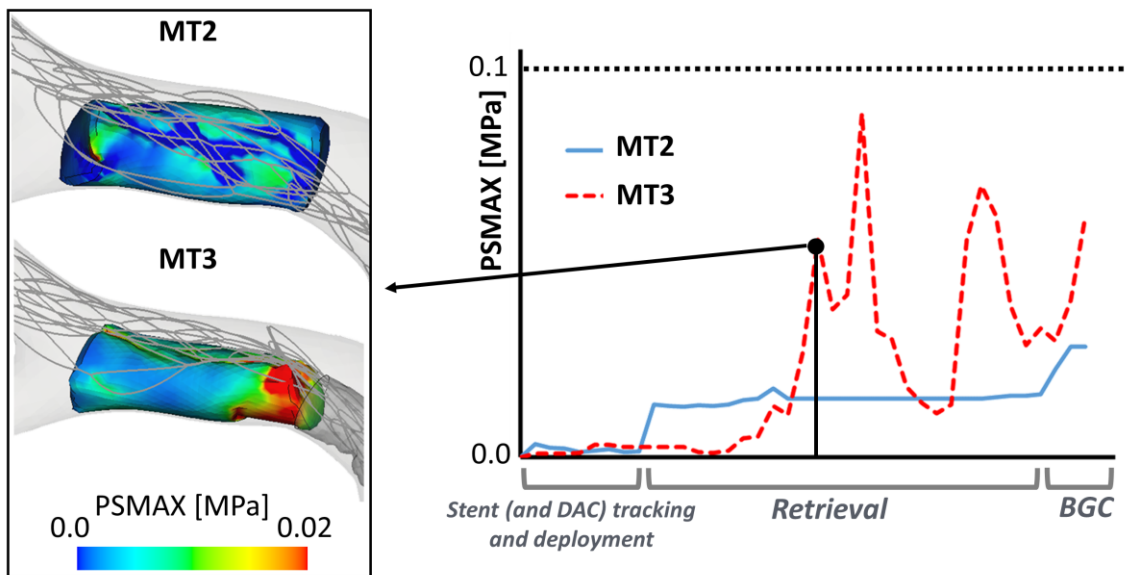 MT2
MT3
PSMAX [MPa]
0.0 0.02
PSMAX [MPa]
0.1
0.0
MT2
MT3
Stent (and DAC) tracking
and deployment
Retrieval
BGC